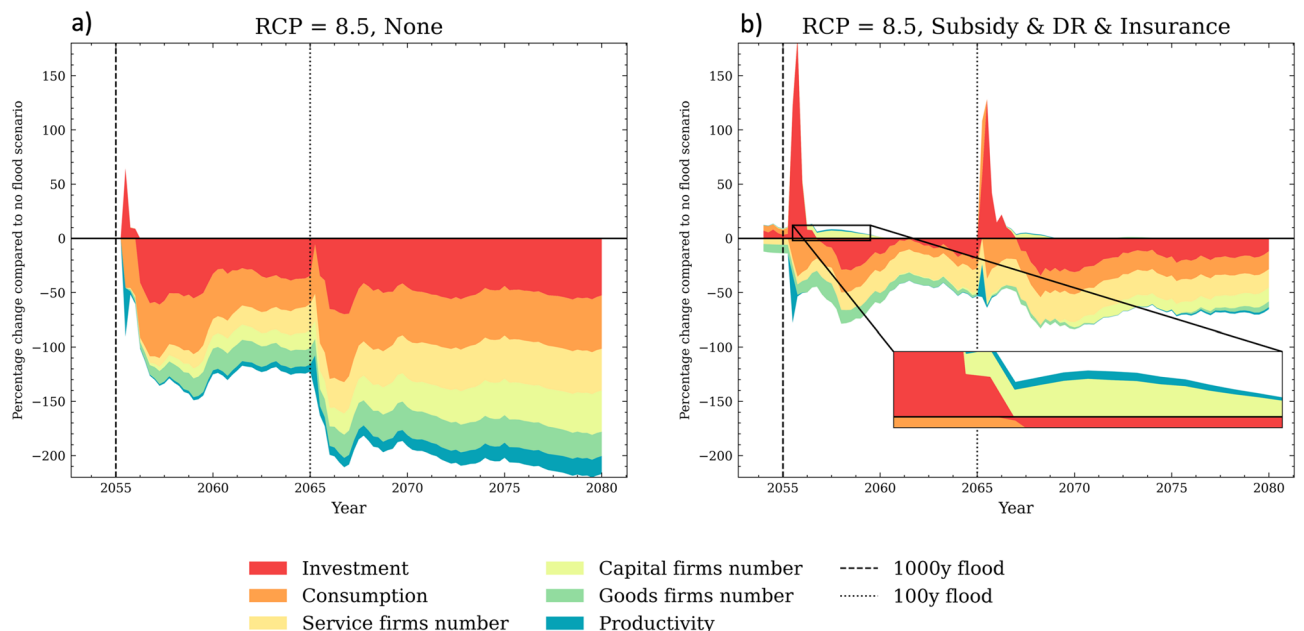 a)
RCP = 8.5, None
Percentage change compared to no flood scenario
150
100
50
0
−50
−100
−150
−200
2055
2060
2065
2070
2075
2080
Year
b)
RCP = 8.5, Subsidy & DR & Insurance
Percentage change compared to no flood scenario
150
100
50
0
−50
−100
−150
−200
2055
2060
2065
2070
2075
2080
Year
Investment
Consumption
Service firms number
Capital firms number
Goods firms number
Productivity
1000y flood
100y flood